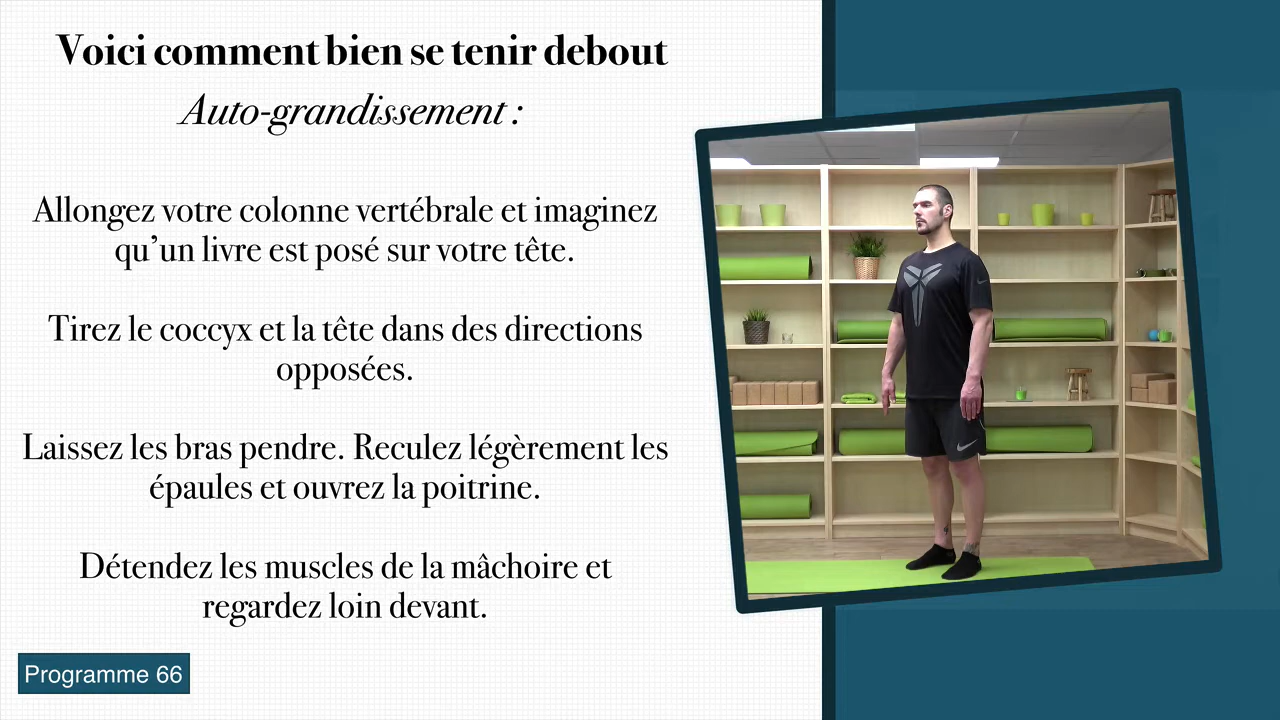 Voici comment bien se tenir debout
Auto-grandissement :
Allongez votre colonne vertébrale et imaginez
qu’un livre est posé sur votre tête.
Tirez le coccyx et la tête dans des directions
opposées.
Laissez les bras pendre. Reculez légèrement les
épaules et ouvrez la poitrine.
Détendez les muscles de la mâchoire et
regardez loin devant.
Programme 66